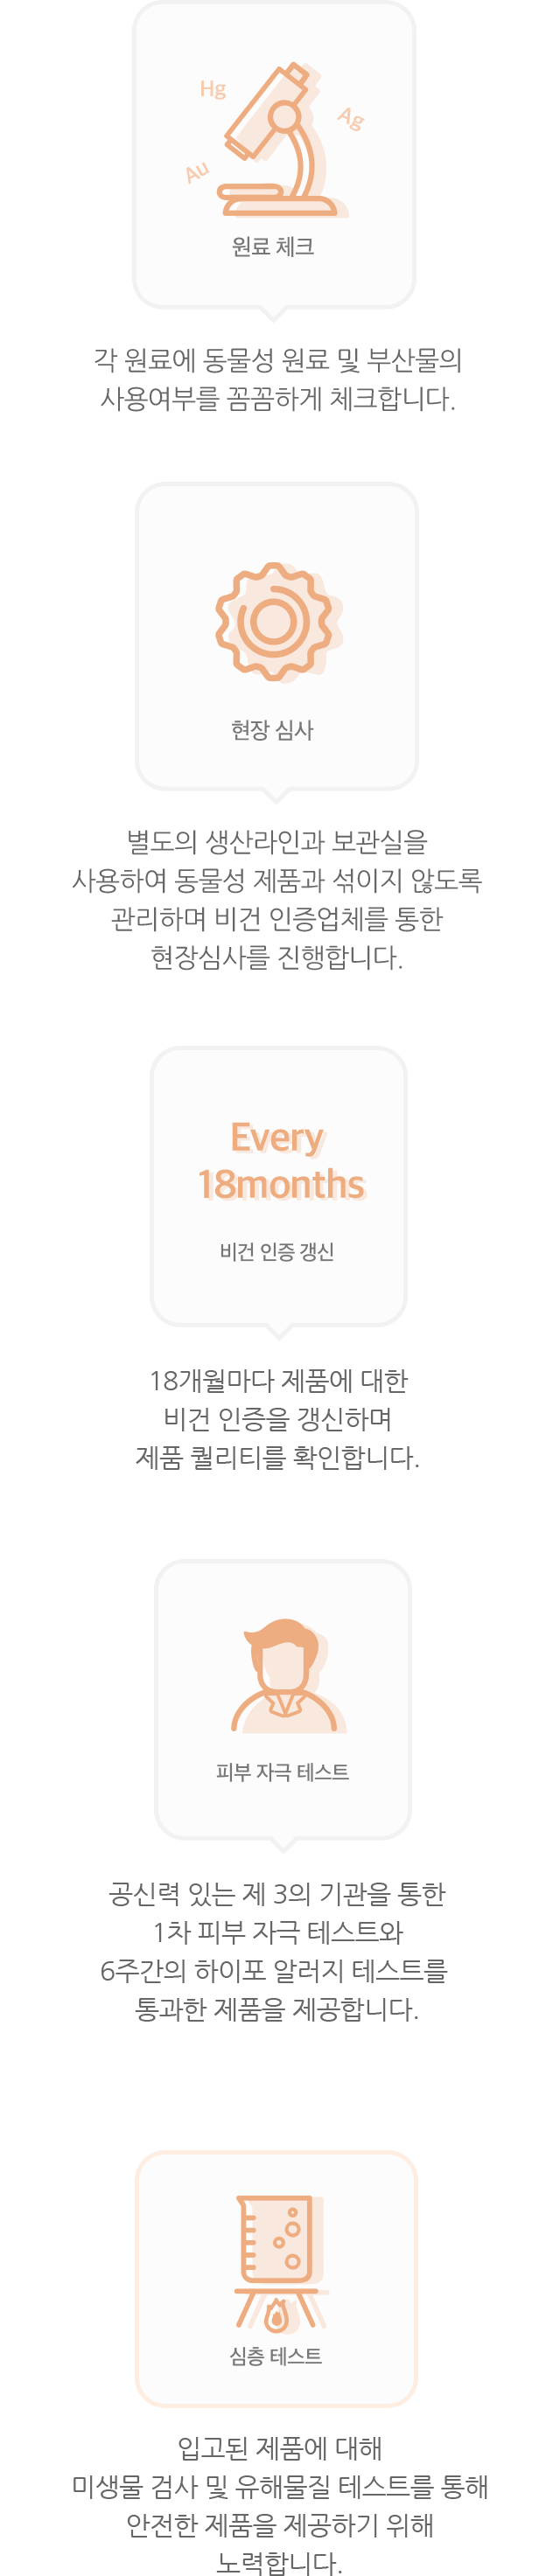 Hg
Ag
Au
원료 체크
각 원료에 동물성 원료 및 부산물의
사용여부를 꼼꼼하게 체크합니다.
현장 심사
별도의 생산라인과 보관실을
사용하여 동물성 제품과 섞이지 않도록
관리하며 비건 인증업체를 통한
현장심사를 진행합니다.
Every
18months
비건 인증 갱신
18개월마다 제품에 대한
비건 인증을 갱신하며
제품 퀄리티를 확인합니다.
피부 자극 테스트
공신력 있는 제 3의 기관을 통한
1차 피부 자극 테스트와
6주간의 하이포 알러지 테스트를
통과한 제품을 제공합니다.
심층 테스트
입고된 제품에 대해
미생물 검사 및 유해물질 테스트를 통해
안전한 제품을 제공하기 위해
노력합니다.